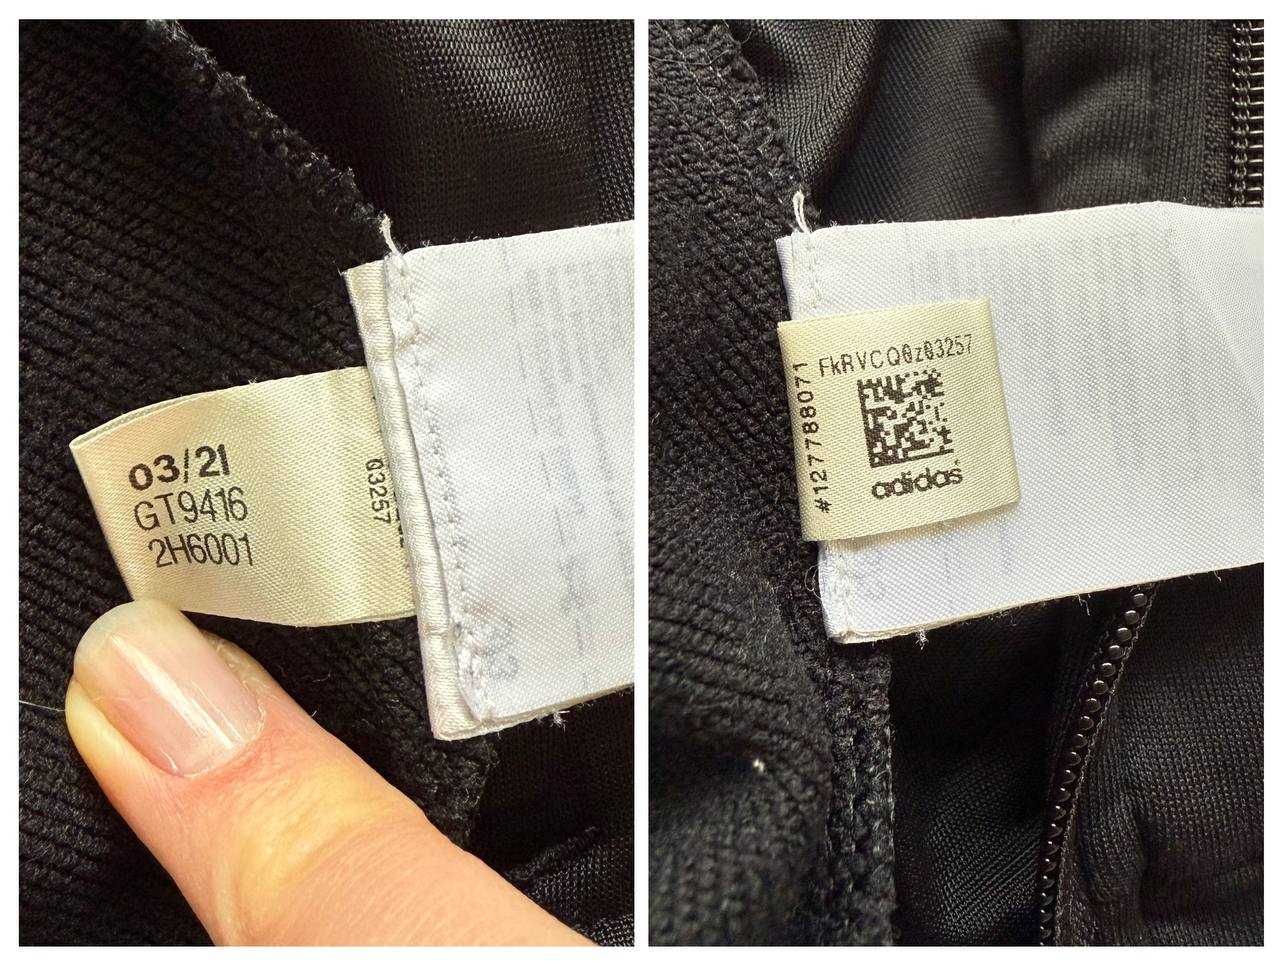 03/21
GT9416
2H6001
03257
FkRVCQ0z03257
#127788071
adidas